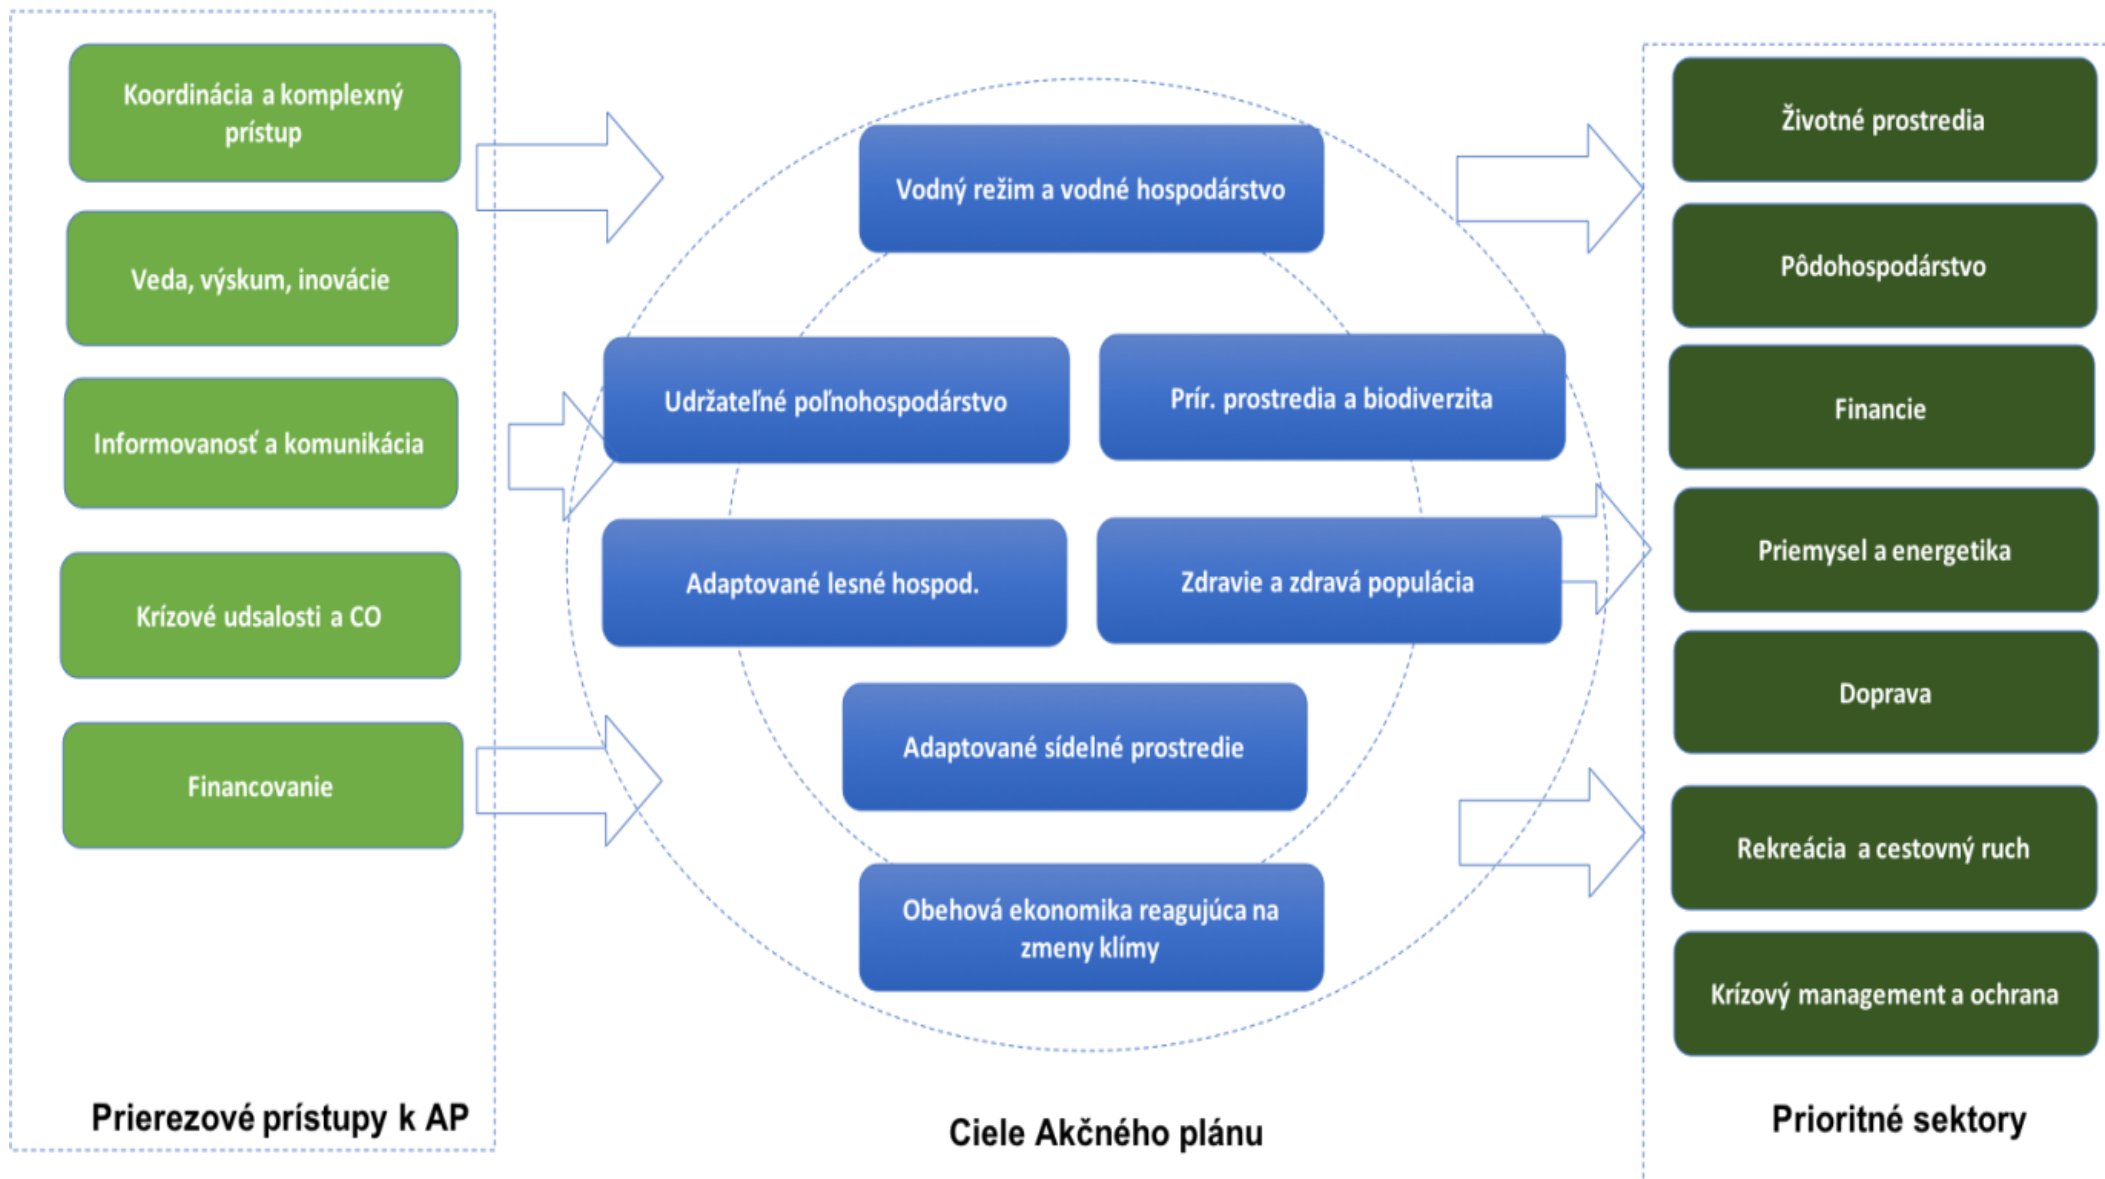 Koordinácia a komplexný
prístup
Veda, výskum, inovácie
Informovanosť a komunikácia
Krízové udsalosti a CO
Financovanie
Prierezové prístupy k AP
Vodný režim a vodné hospodárstvo
Udržateľné poľnohospodárstvo
Prír. prostredia a biodiverzita
Adaptované lesné hospod.
Zdravie a zdravá populácia
Adaptované sídelné prostredie
Obehová ekonomika reagujúca na
zmeny klímy
Ciele Akčného plánu
Životné prostredia
Pôdohospodárstvo
Financie
Priemysel a energetika
Doprava
Rekreácia a cestovný ruch
Krízový management a ochrana
Prioritné sektory